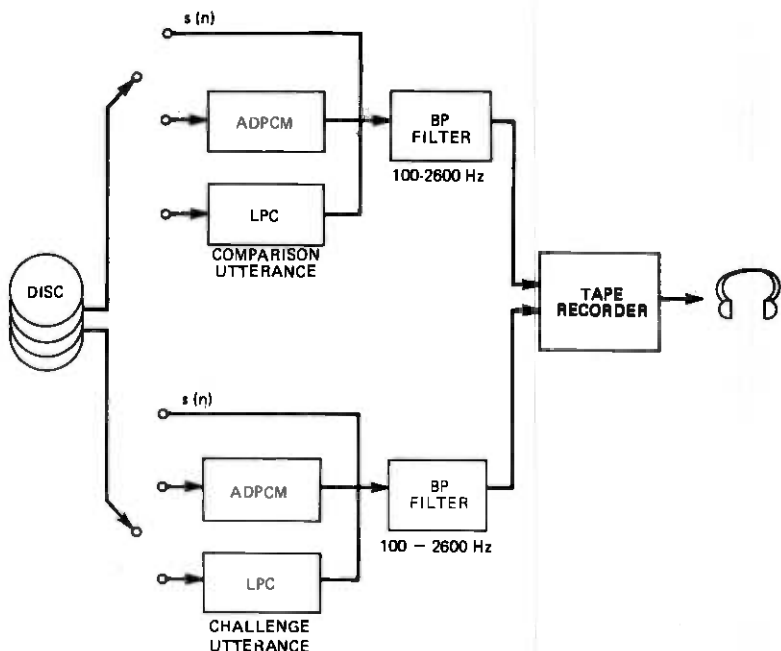 s (n)
ADPCM
BP
FILTER
100-2600 Hz
LPC
COMPARISON
UTTERANCE
DISC
TAPE
RECORDER
s (n)
ADPCM
BP
FILTER
100 – 2600 Hz
LPC
CHALLENGE
UTTERANCE